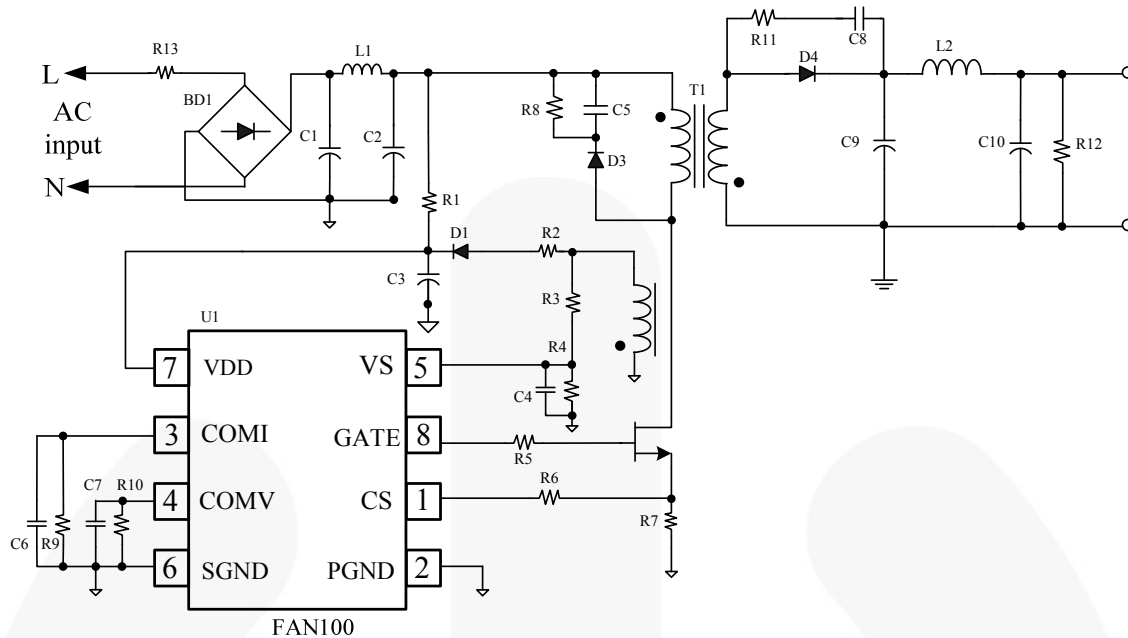 R13
L1
R11
C8
L
BD1
D4
L2
AC
input
R8
C5
T1
C1
C2
C9
C10
R12
D3
N
R1
D1
R2
C3
R3
U1
R4
7
VDD
VS
5
C4
3
COMI
GATE
8
R5
C7
R10
R6
4
COMV
CS
1
R7
C6
R9
6
SGND
PGND
2
FAN100